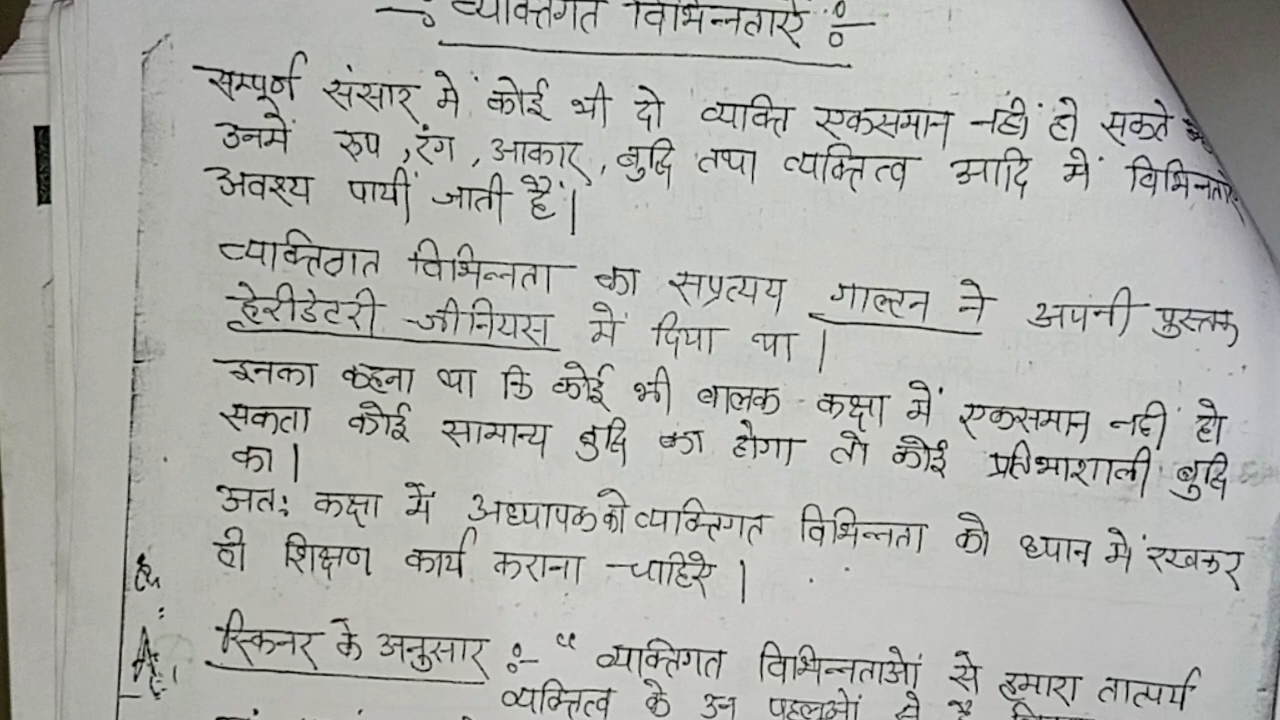 -: व्यक्तिगत विभिन्नताऐं :-
सम्पूर्ण संसार में कोई भी दो व्यक्ति एकसमान नहीं हो सकते
उनमें रूप, रंग, आकार, बुद्दि तथा व्यक्तित्व आदि में विभिन्नताऐं
अवश्य पायीं जाती हैं।
व्यक्तिगत विभिन्नता का सप्रत्यय गाल्टन ने अपनी पुस्तक
हेरीडेटरी जीनियस में दिया था।
इनका कहना था कि कोई भी बालक कक्षा में एकसमान नहीं हो
सकता कोई सामान्य बुद्दि का होगा तो कोई प्रतिभाशाली बुद्दि
का।
अतः कक्षा में अध्यापक को व्यक्तिगत विभिन्नता को ध्यान में रखकर
ही शिक्षण कार्य कराना चाहिऐ।
स्किनर के अनुसार :- "व्यक्तिगत विभिन्नताओं से हमारा तात्पर्य
व्यक्तित्व के उन पहलुओं से है